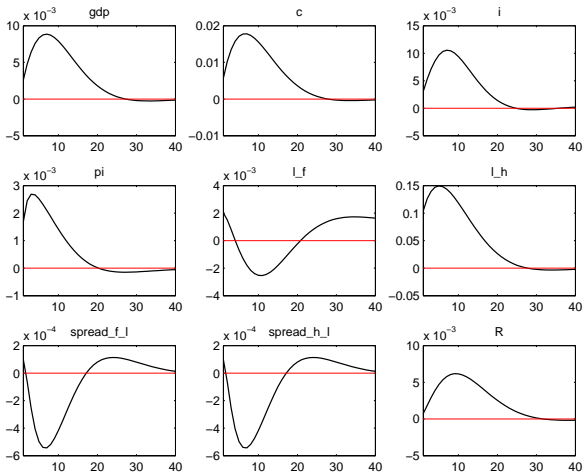 gdp
x 10⁻³
10
5
0
−5
10 20 30 40
c
0.02
0.01
0
−0.01
10 20 30 40
i
x 10⁻³
15
10
5
0
−5
10 20 30 40
pi
x 10⁻³
3
2
1
0
−1
10 20 30 40
l_f
x 10⁻³
4
2
0
−2
−4
10 20 30 40
l_h
0.15
0.1
0.05
0
−0.05
10 20 30 40
spread_f_l
x 10⁻⁴
2
0
−2
−4
−6
10 20 30 40
spread_h_l
x 10⁻⁴
2
0
−2
−4
−6
10 20 30 40
R
x 10⁻³
10
5
0
−5
10 20 30 40